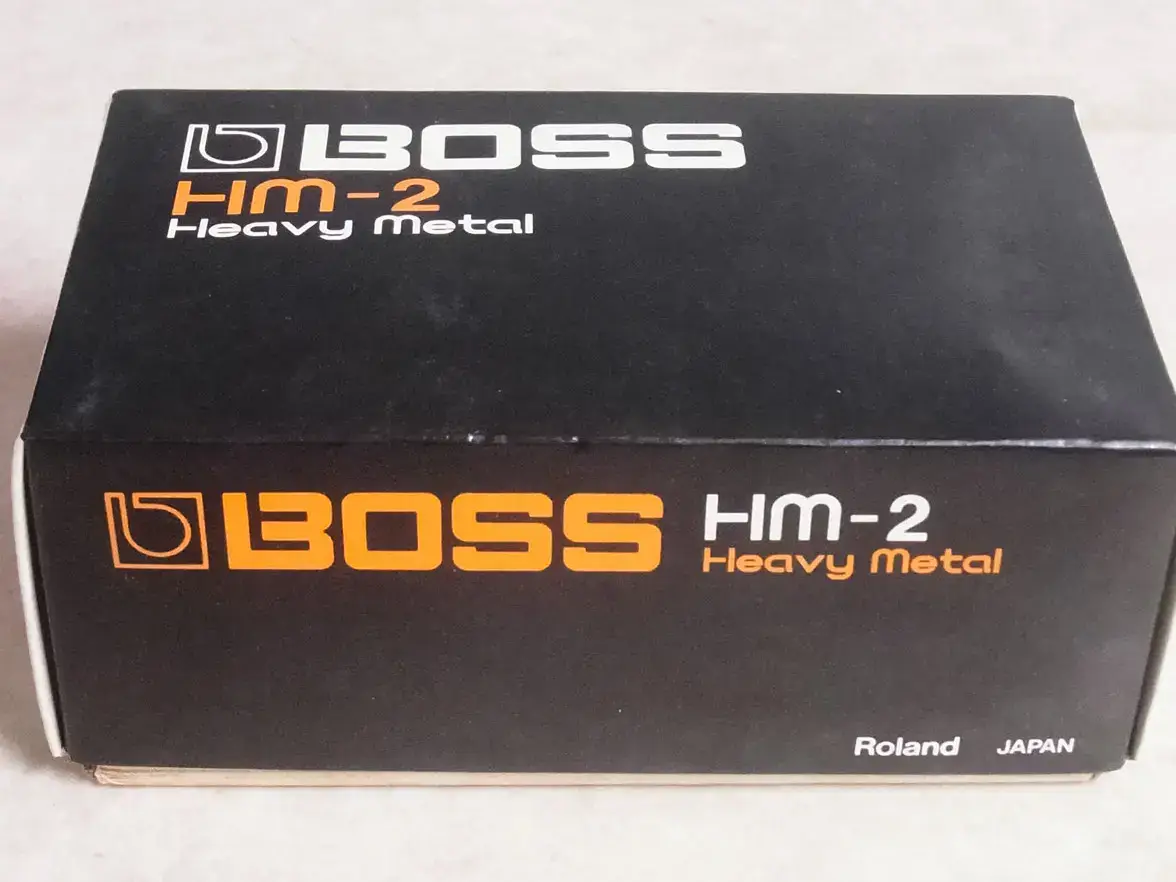 BOSS
HM-2
Heavy Metal
BOSS HM-2
Heavy Metal
Roland JAPAN